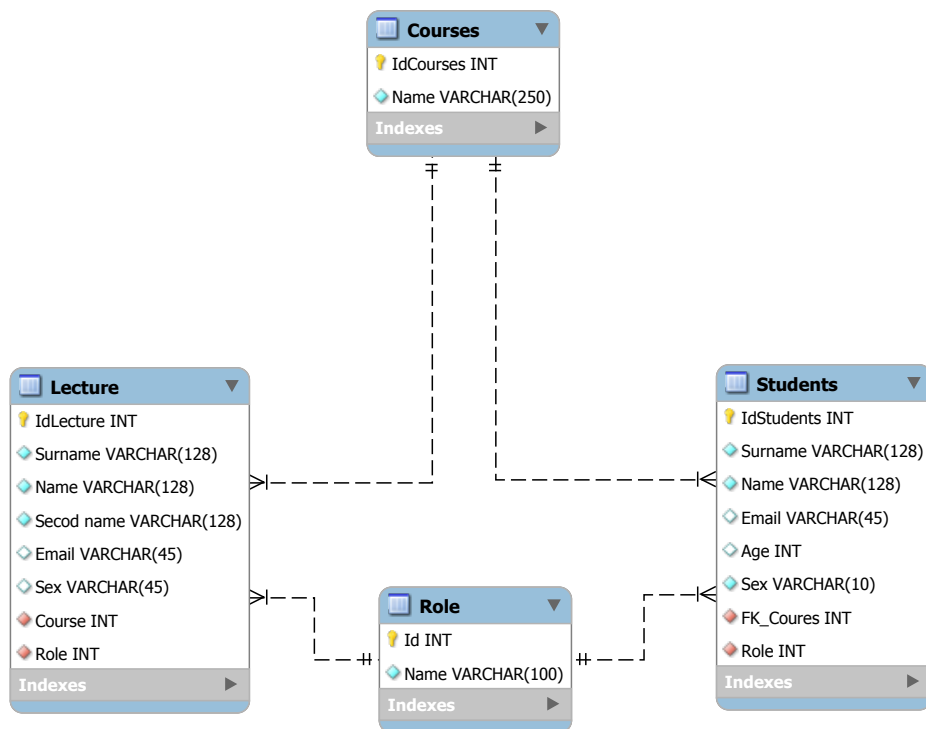 Courses
IdCourses INT
Name VARCHAR(250)
Indexes
Lecture
IdLecture INT
Surname VARCHAR(128)
Name VARCHAR(128)
Secod name VARCHAR(128)
Email VARCHAR(45)
Sex VARCHAR(45)
Course INT
Role INT
Indexes
Role
Id INT
Name VARCHAR(100)
Indexes
Students
IdStudents INT
Surname VARCHAR(128)
Name VARCHAR(128)
Email VARCHAR(45)
Age INT
Sex VARCHAR(10)
FK_Coures INT
Role INT
Indexes